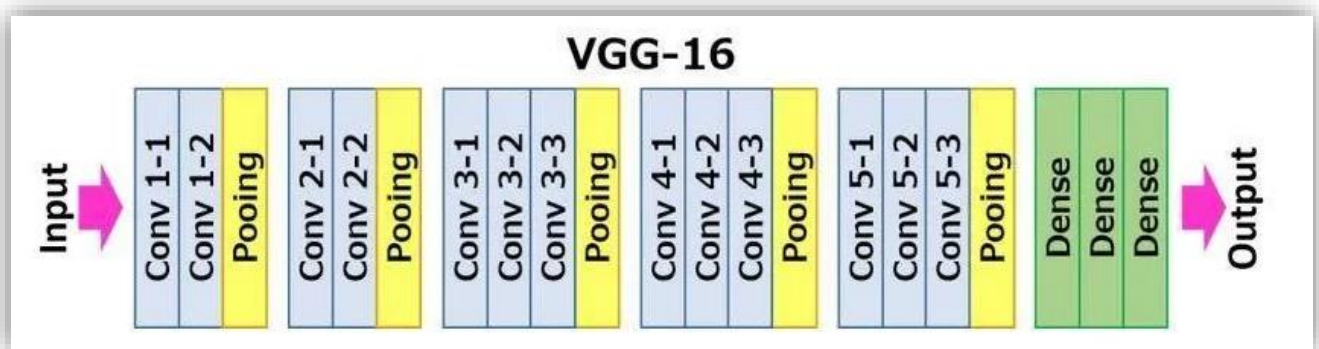 VGG-16
Input
Conv 1-1
Conv 1-2
Pooing
Conv 2-1
Conv 2-2
Pooing
Conv 3-1
Conv 3-2
Conv 3-3
Pooing
Conv 4-1
Conv 4-2
Conv 4-3
Pooing
Conv 5-1
Conv 5-2
Conv 5-3
Pooing
Dense
Dense
Dense
Output